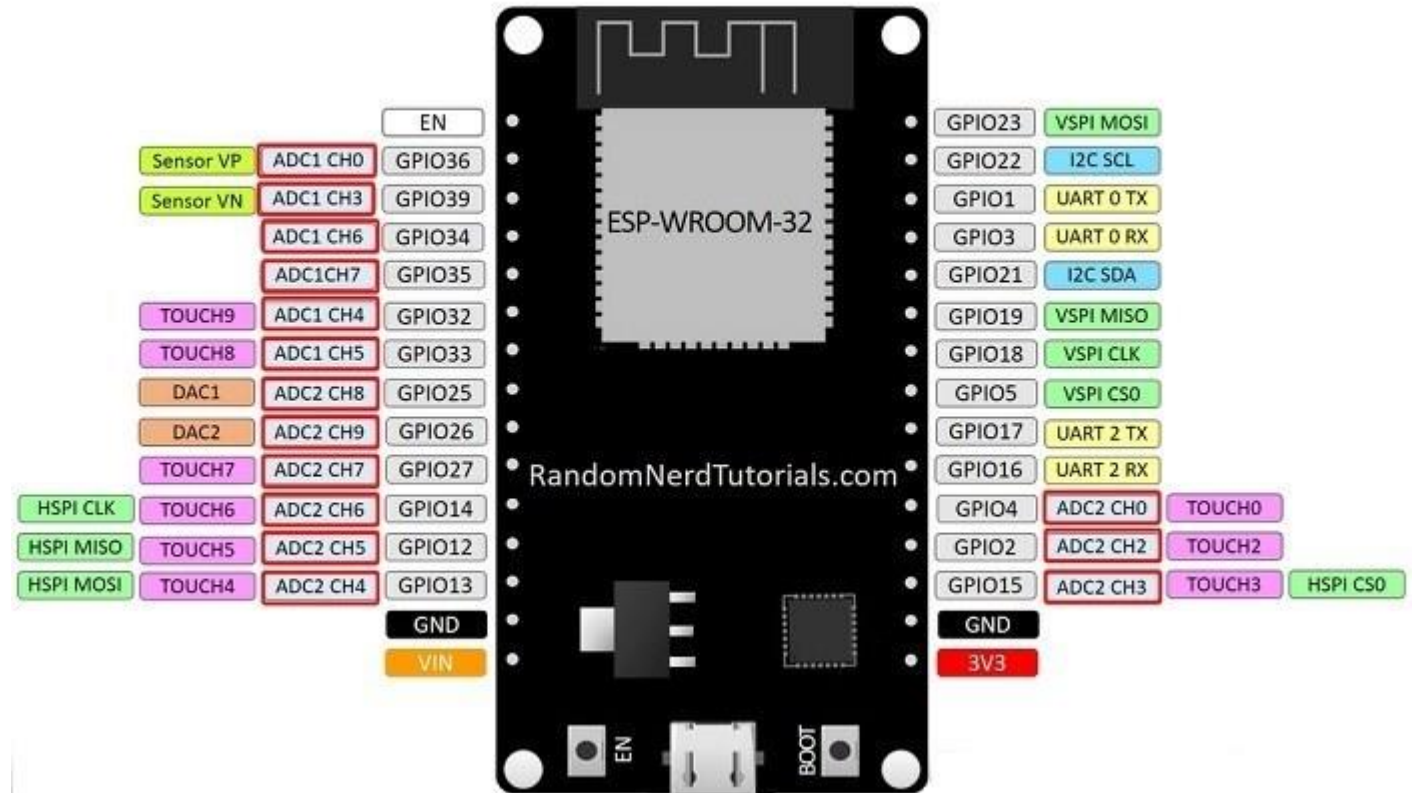 EN GPIO23 VSPI MOSI
Sensor VP ADC1 CH0 GPIO36 GPIO22 I2C SCL
Sensor VN ADC1 CH3 GPIO39 GPIO1 UART 0 TX
ADC1 CH6 GPIO34 ESP-WROOM-32 GPIO3 UART 0 RX
ADC1CH7 GPIO35 GPIO21 I2C SDA
TOUCH9 ADC1 CH4 GPIO32 GPIO19 VSPI MISO
TOUCH8 ADC1 CH5 GPIO33 GPIO18 VSPI CLK
DAC1 ADC2 CH8 GPIO25 GPIO5 VSPI CS0
DAC2 ADC2 CH9 GPIO26 GPIO17 UART 2 TX
TOUCH7 ADC2 CH7 GPIO27 RandomNerdTutorials.com GPIO16 UART 2 RX
HSPI CLK TOUCH6 ADC2 CH6 GPIO14 GPIO4 ADC2 CH0 TOUCH0
HSPI MISO TOUCH5 ADC2 CH5 GPIO12 GPIO2 ADC2 CH2 TOUCH2
HSPI MOSI TOUCH4 ADC2 CH4 GPIO13 GPIO15 ADC2 CH3 TOUCH3 HSPI CS0
GND GND
VIN 3V3
EN BOOT